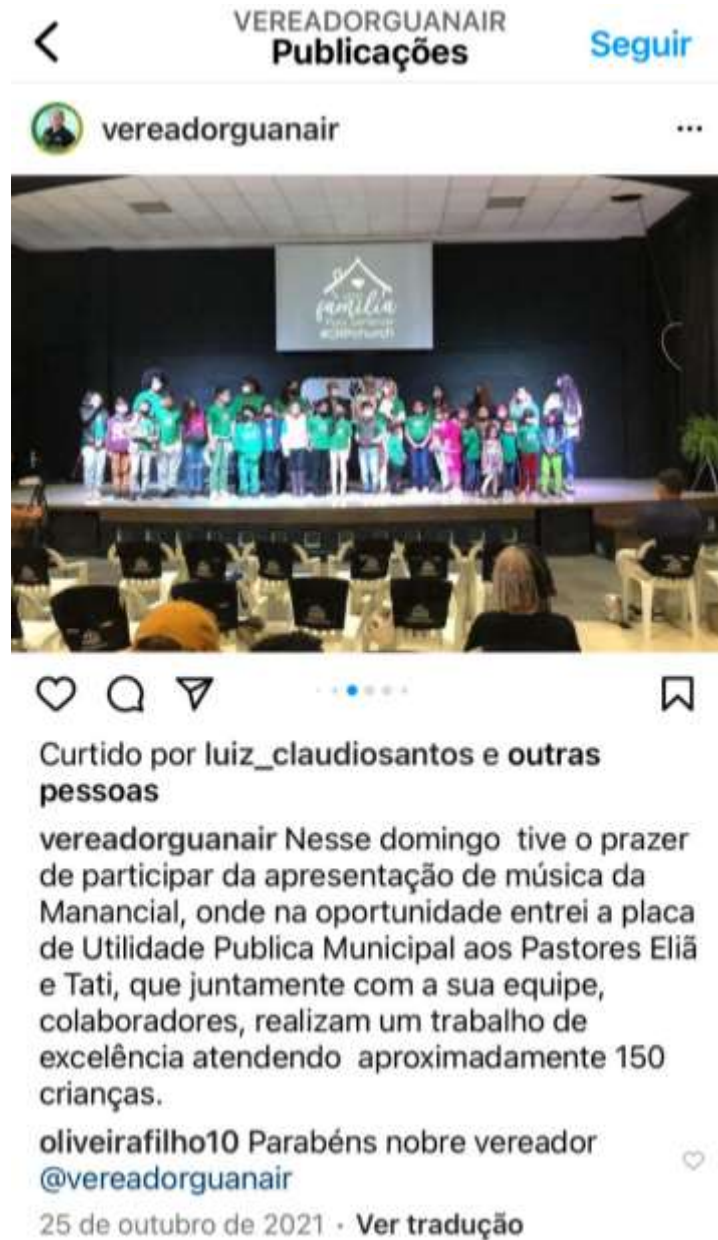 VEREADORGUANAIR
Publicações
Seguir
vereadorguanair
família
church
Curtido por luiz_claudiosantos e outras
pessoas
vereadorguanair Nesse domingo tive o prazer
de participar da apresentação de música da
Manancial, onde na oportunidade entrei a placa
de Utilidade Publica Municipal aos Pastores Eliã
e Tati, que juntamente com a sua equipe,
colaboradores, realizam um trabalho de
excelência atendendo aproximadamente 150
crianças.
oliveirafilho10 Parabéns nobre vereador
@vereadorguanair
25 de outubro de 2021 · Ver tradução